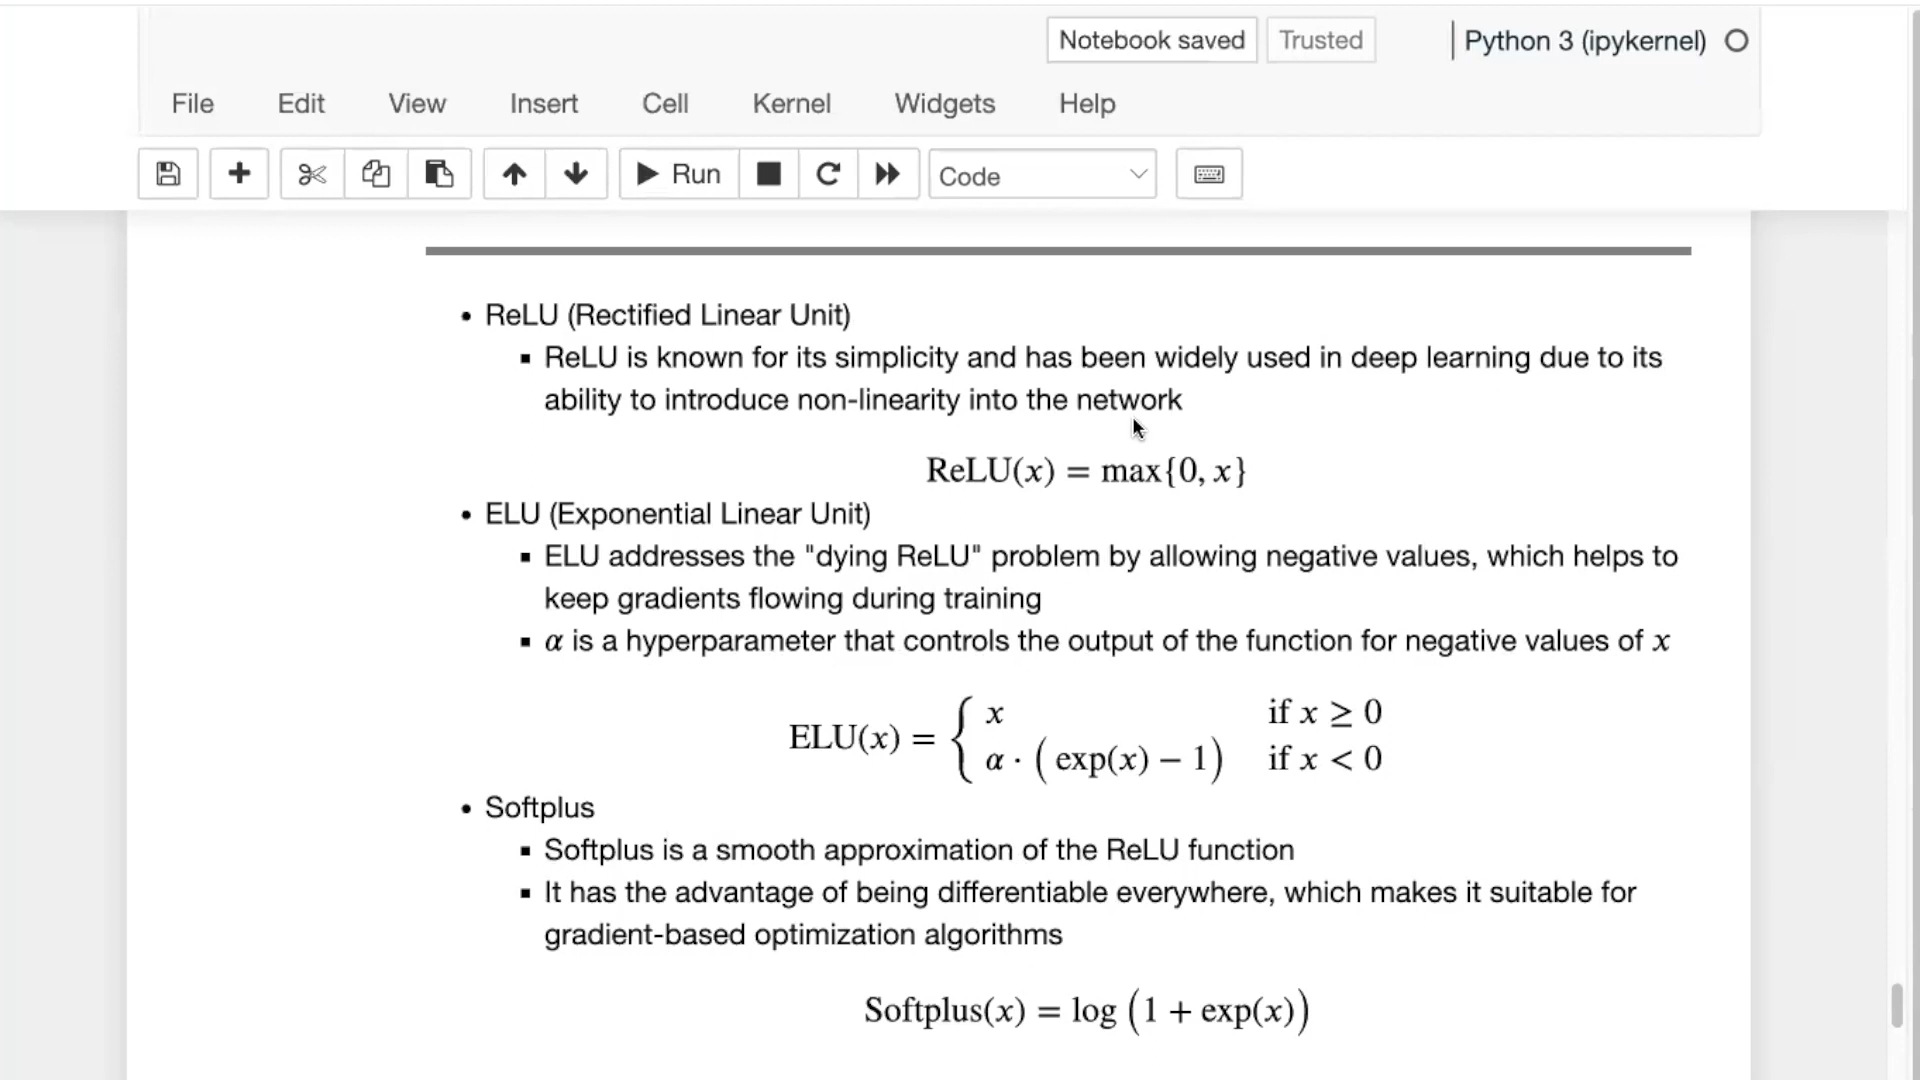 Notebook saved Trusted Python 3 (ipykernel)
File Edit View Insert Cell Kernel Widgets Help
Run Code
• ReLU (Rectified Linear Unit)
▪ ReLU is known for its simplicity and has been widely used in deep learning due to its
ability to introduce non-linearity into the network
ReLU(x) = max{0, x}
• ELU (Exponential Linear Unit)
▪ ELU addresses the "dying ReLU" problem by allowing negative values, which helps to
keep gradients flowing during training
▪ α is a hyperparameter that controls the output of the function for negative values of x
ELU(x) = { x if x ≥ 0
α · ( exp(x) − 1) if x < 0
• Softplus
▪ Softplus is a smooth approximation of the ReLU function
▪ It has the advantage of being differentiable everywhere, which makes it suitable for
gradient-based optimization algorithms
Softplus(x) = log (1 + exp(x))